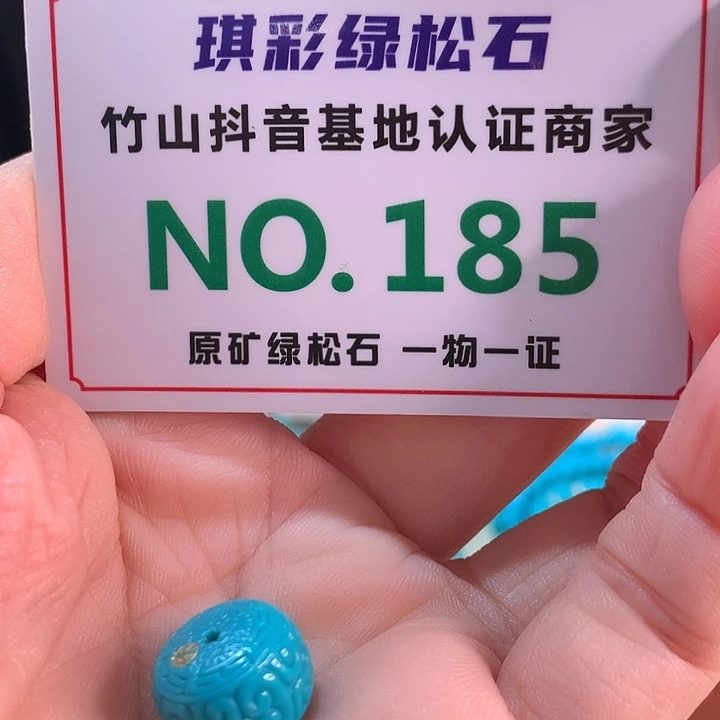 琪彩绿松石
竹山抖音基地认证商家
NO.185
原矿绿松石 一物一证